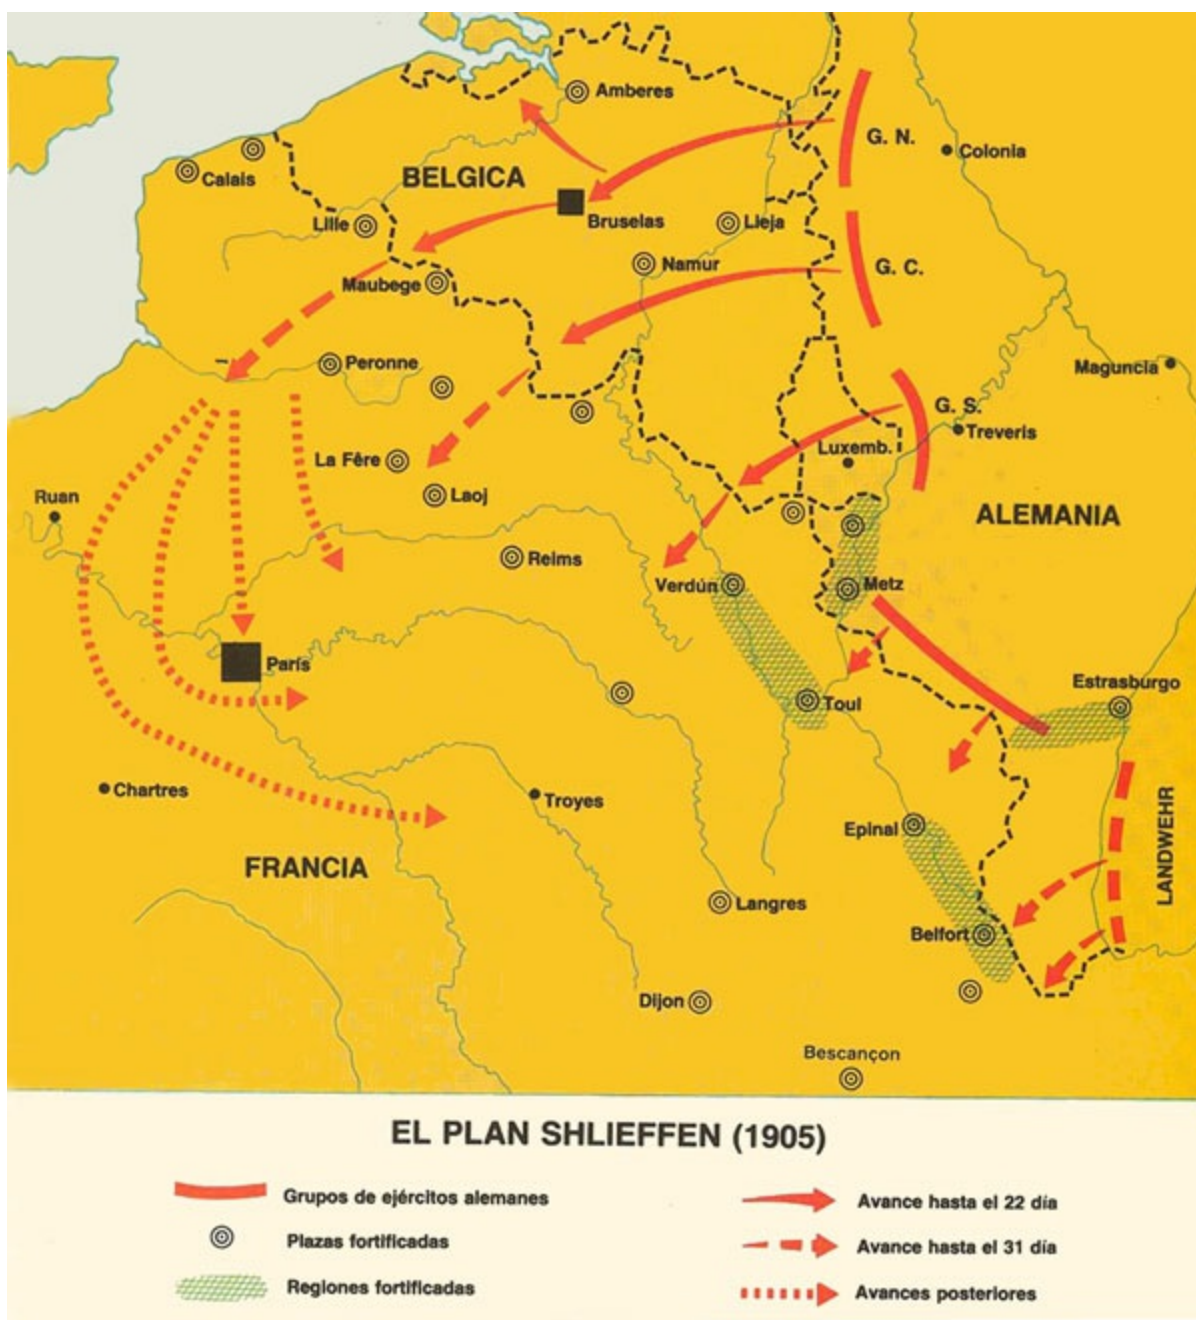 Amberes
G. N.
Colonia
BELGICA
Calais
Lille
Bruselas
Lieja
Namur
G. C.
Maubege
Peronne
Maguncia
G. S.
Treveris
Luxemb.
La Fêre
Laoj
Ruan
ALEMANIA
Reims
Verdún
Metz
París
Estrasburgo
Toul
Chartres
Troyes
Epinal
LANDWEHR
FRANCIA
Langres
Belfort
Dijon
Bescançon
EL PLAN SHLIEFFEN (1905)
Grupos de ejércitos alemanes
Plazas fortificadas
Regiones fortificadas
Avance hasta el 22 día
Avance hasta el 31 día
Avances posteriores